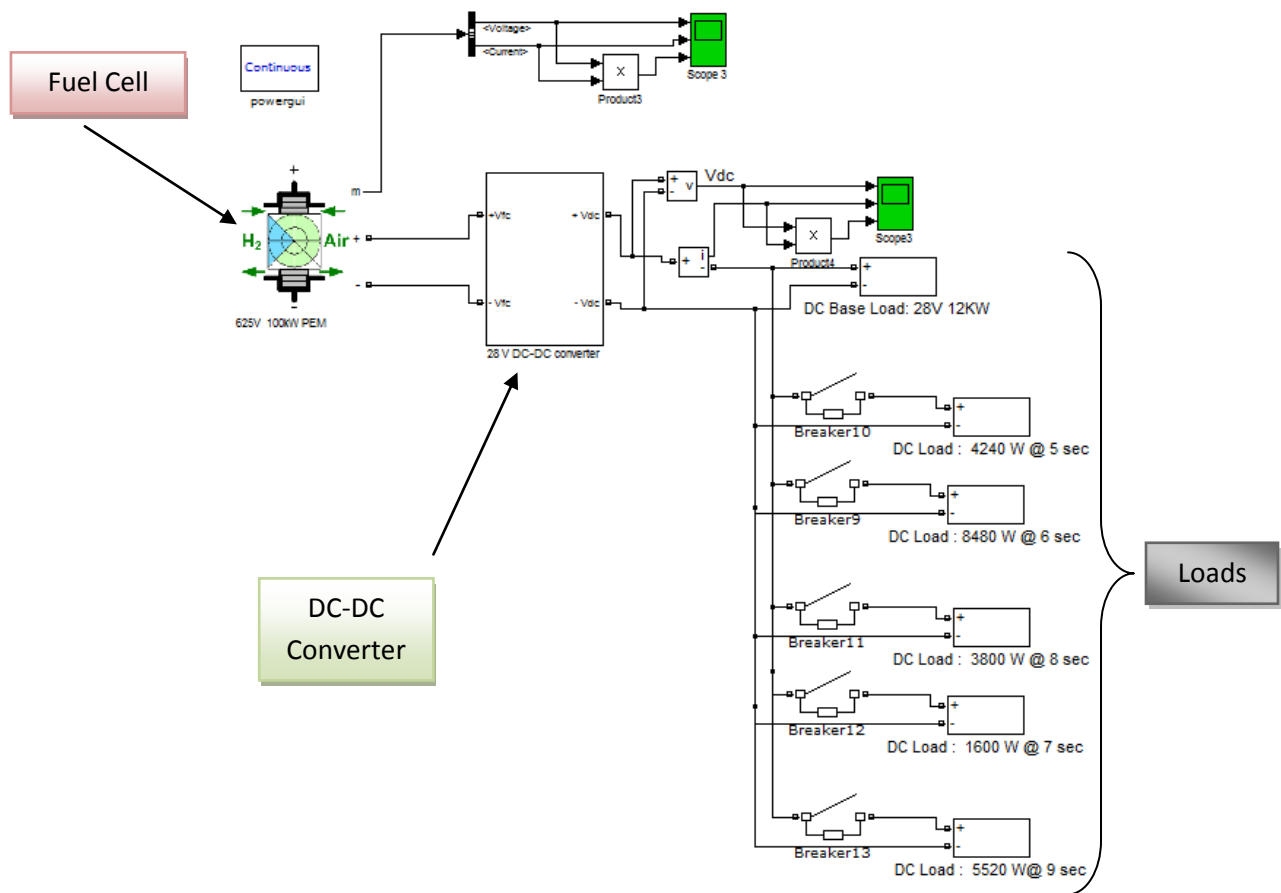 <Voltage>
<Current>
X
Product3
Scope 3
Continuous
powergui
Fuel Cell
+
m
H2 Air
+
-
-
625V 100kW PEM
+Vfc
- Vfc
+ Vdc
- Vdc
28 V DC-DC converter
+
-
v
Vdc
+
i
-
X
Product4
Scope3
+
-
DC Base Load: 28V 12KW
Breaker10
+
-
DC Load : 4240 W @ 5 sec
Breaker9
+
-
DC Load : 8480 W @ 6 sec
Breaker11
+
-
DC Load : 3800 W @ 8 sec
Breaker12
+
-
DC Load : 1600 W @ 7 sec
Breaker13
+
-
DC Load : 5520 W@ 9 sec
DC-DC
Converter
Loads